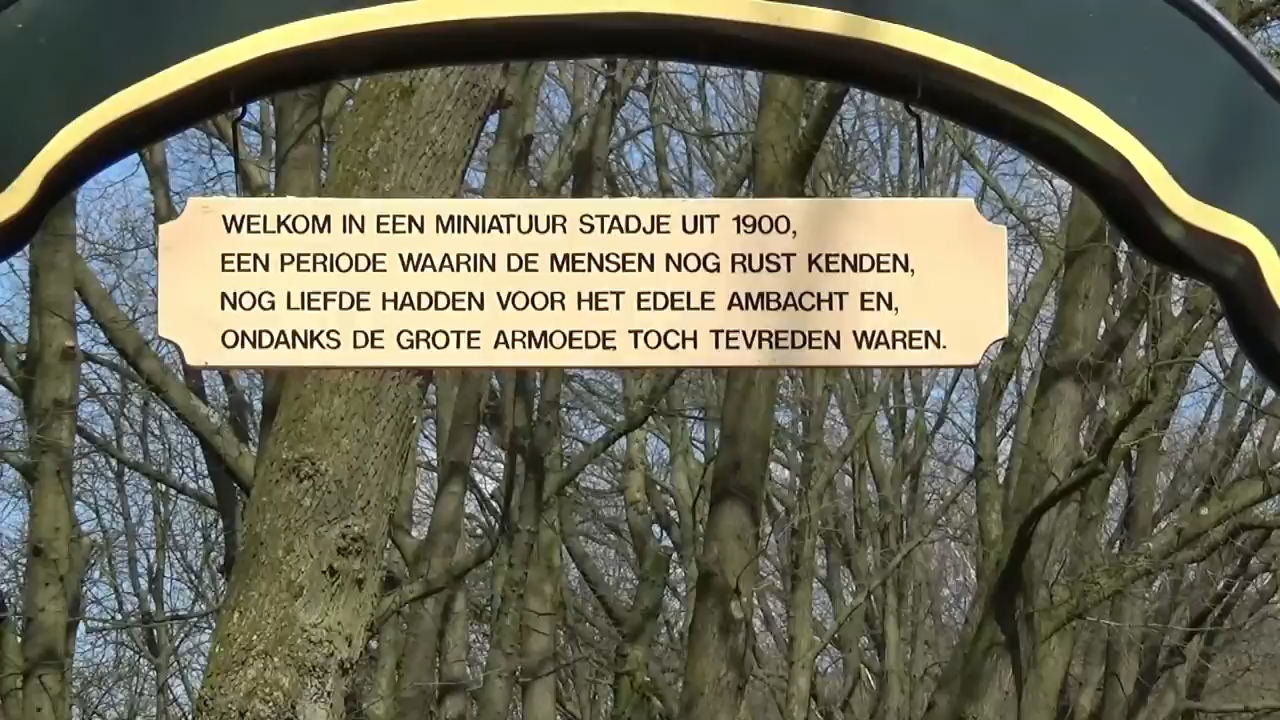 WELKOM IN EEN MINIATUUR STADJE UIT 1900,
EEN PERIODE WAARIN DE MENSEN NOG RUST KENDEN,
NOG LIEFDE HADDEN VOOR HET EDELE AMBACHT EN,
ONDANKS DE GROTE ARMOEDE TOCH TEVREDEN WAREN.